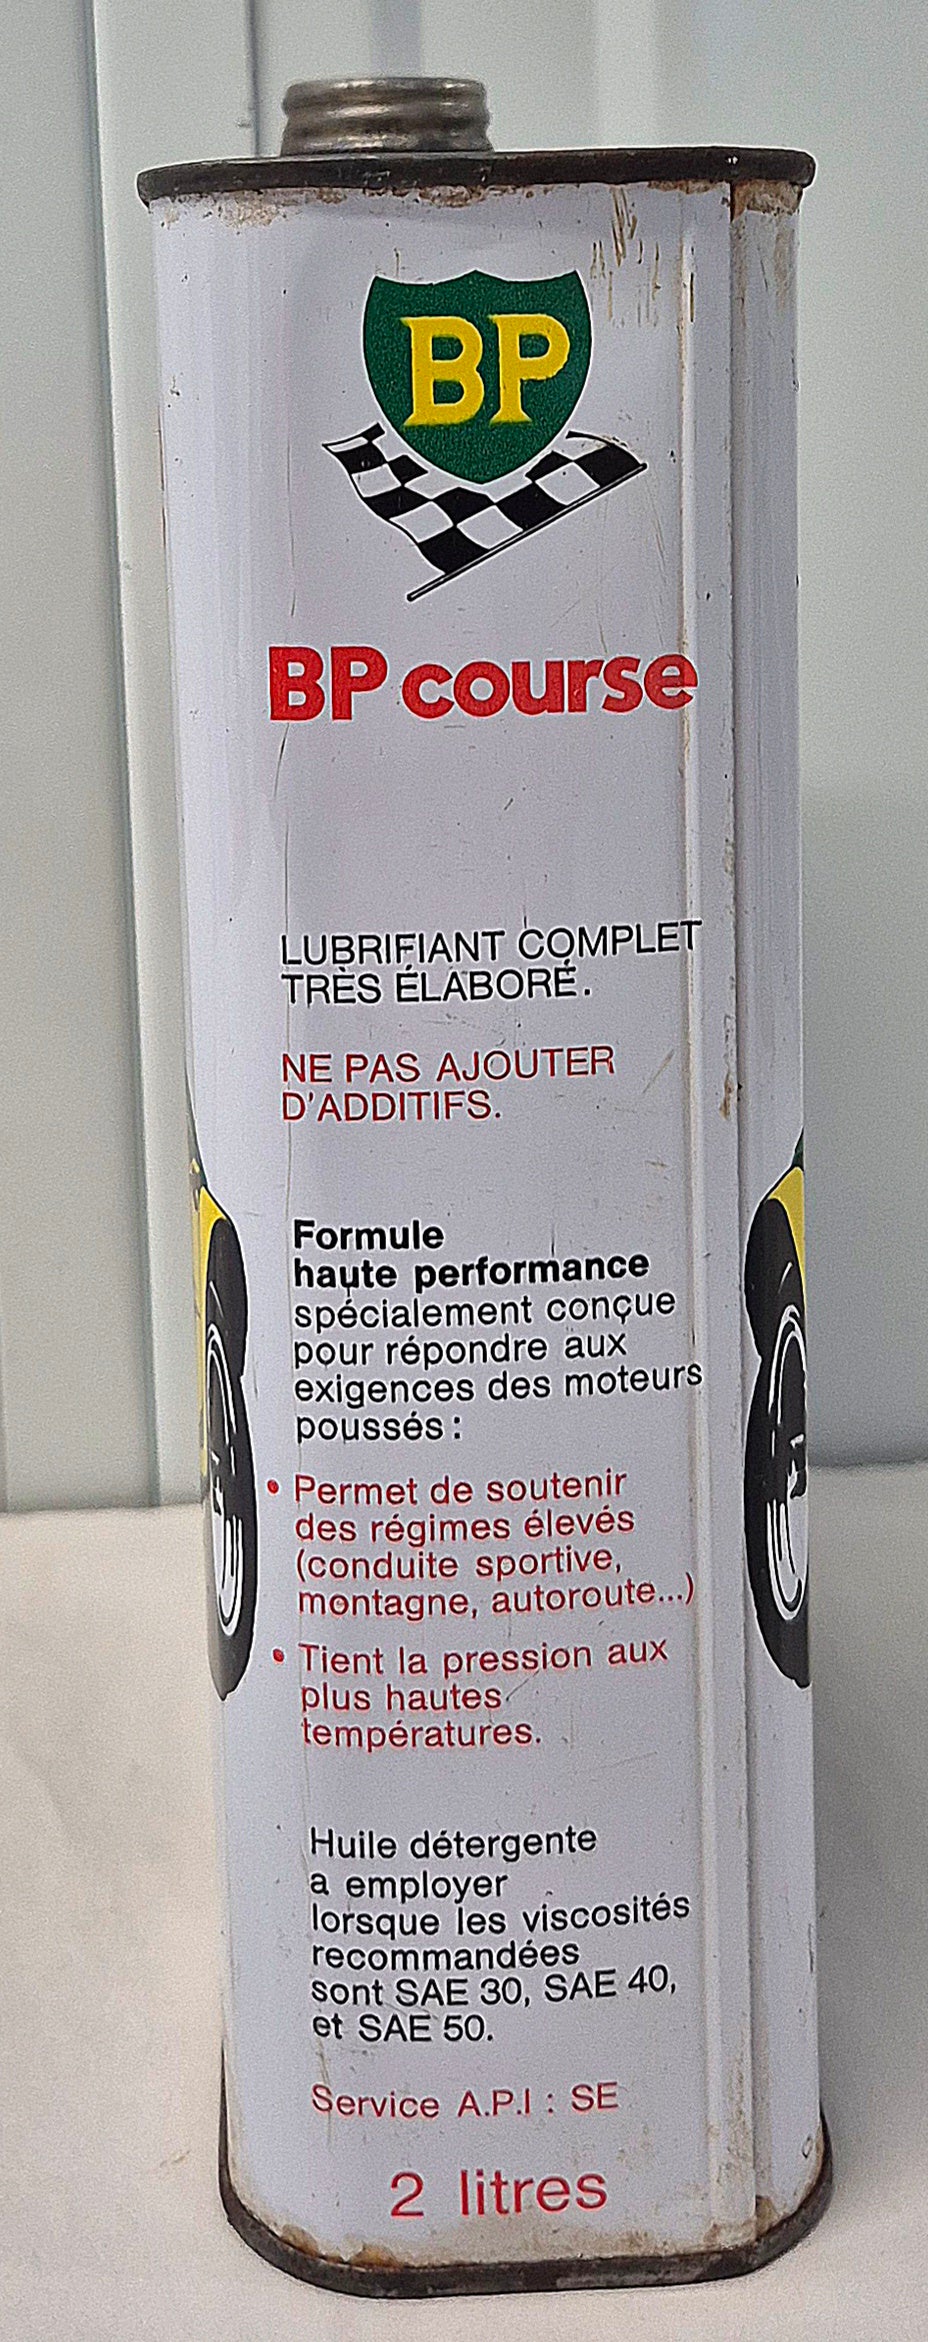 BP
BP course
LUBRIFIANT COMPLET
TRÈS ÉLABORÉ.
NE PAS AJOUTER
D'ADDITIFS.
Formule
haute performance
spécialement conçue
pour répondre aux
exigences des moteurs
poussés :
• Permet de soutenir
des régimes élevés
(conduite sportive,
montagne, autoroute...)
• Tient la pression aux
plus hautes
températures.
Huile détergente
a employer
lorsque les viscosités
recommandées
sont SAE 30, SAE 40,
et SAE 50.
Service A.P.I : SE
2 litres